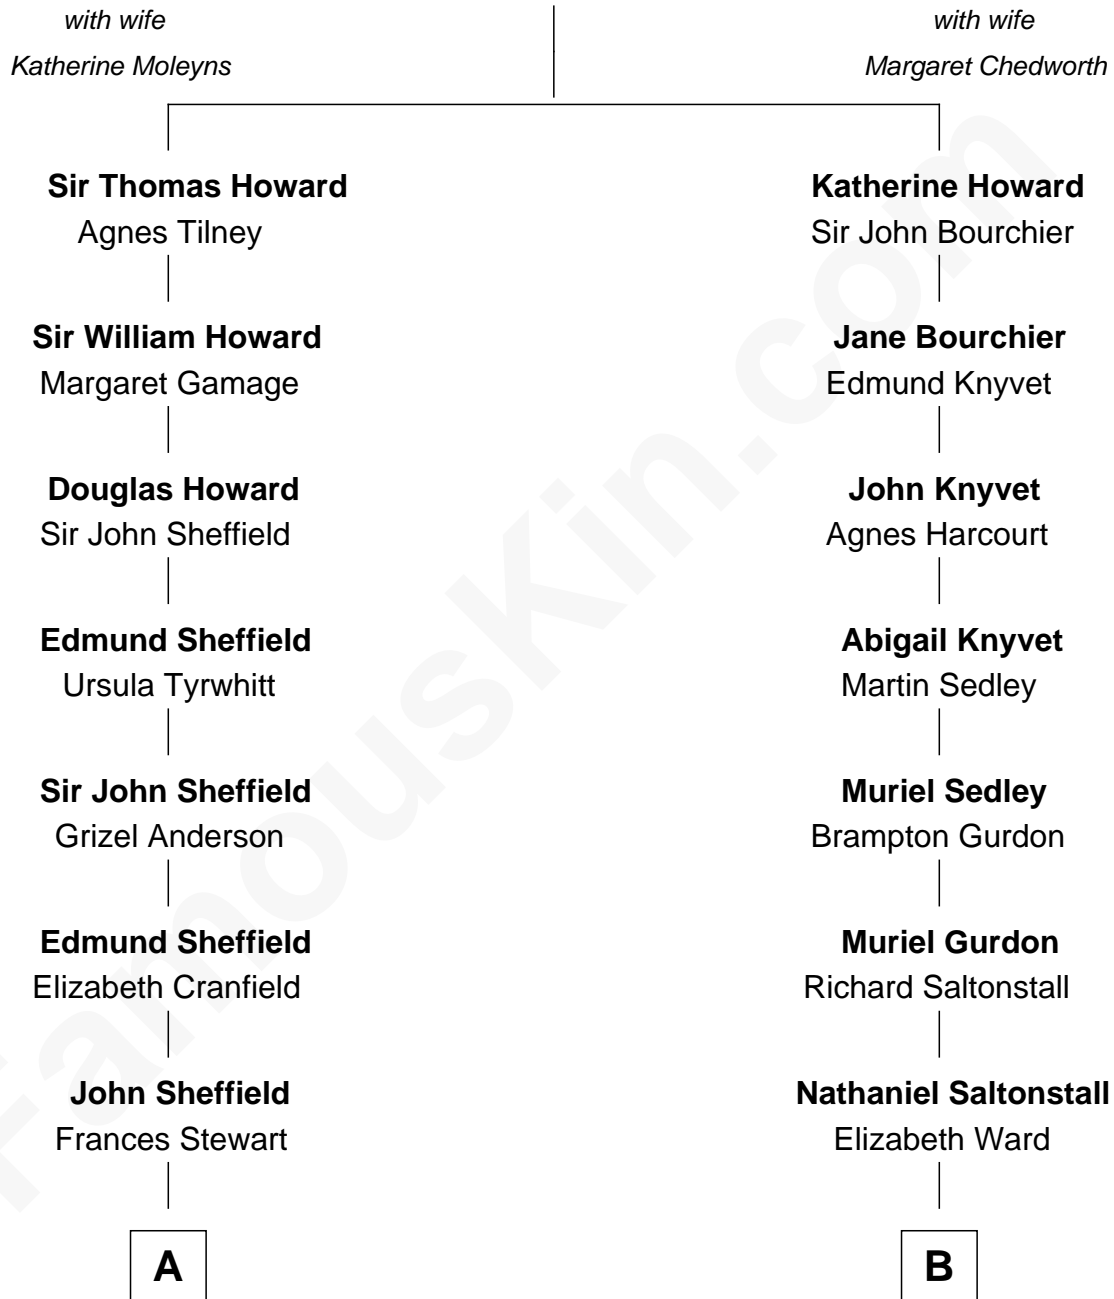 with wife
Katherine Moleyns
with wife
Margaret Chedworth
Sir Thomas Howard
Agnes Tilney
Katherine Howard
Sir John Bourchier
Sir William Howard
Margaret Gamage
Jane Bourchier
Edmund Knyvet
Douglas Howard
Sir John Sheffield
John Knyvet
Agnes Harcourt
Edmund Sheffield
Ursula Tyrwhitt
Abigail Knyvet
Martin Sedley
Sir John Sheffield
Grizel Anderson
Muriel Sedley
Brampton Gurdon
Edmund Sheffield
Elizabeth Cranfield
Muriel Gurdon
Richard Saltonstall
John Sheffield
Frances Stewart
Nathaniel Saltonstall
Elizabeth Ward
A
B
FamousKin.com